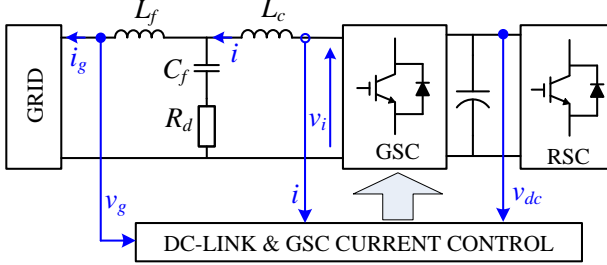 L_f
L_c
i_g
i
C_f
GRID
R_d
v_i
GSC
RSC
v_g
i
v_dc
DC-LINK & GSC CURRENT CONTROL